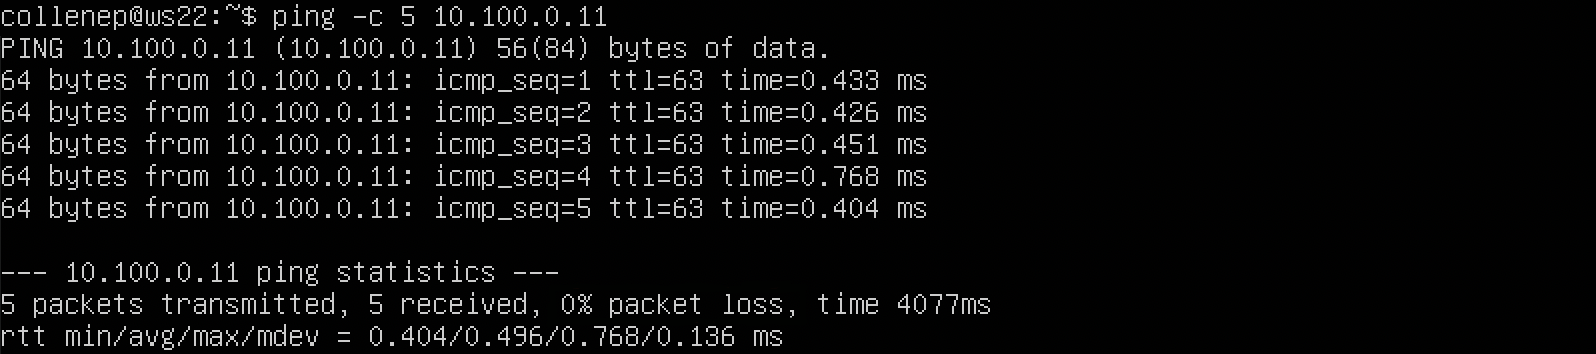 collenep@ws22:~$ ping -c 5 10.100.0.11
PING 10.100.0.11 (10.100.0.11) 56(84) bytes of data.
64 bytes from 10.100.0.11: icmp_seq=1 ttl=63 time=0.433 ms
64 bytes from 10.100.0.11: icmp_seq=2 ttl=63 time=0.426 ms
64 bytes from 10.100.0.11: icmp_seq=3 ttl=63 time=0.451 ms
64 bytes from 10.100.0.11: icmp_seq=4 ttl=63 time=0.768 ms
64 bytes from 10.100.0.11: icmp_seq=5 ttl=63 time=0.404 ms
--- 10.100.0.11 ping statistics ---
5 packets transmitted, 5 received, 0% packet loss, time 4077ms
rtt min/avg/max/mdev = 0.404/0.496/0.768/0.136 ms